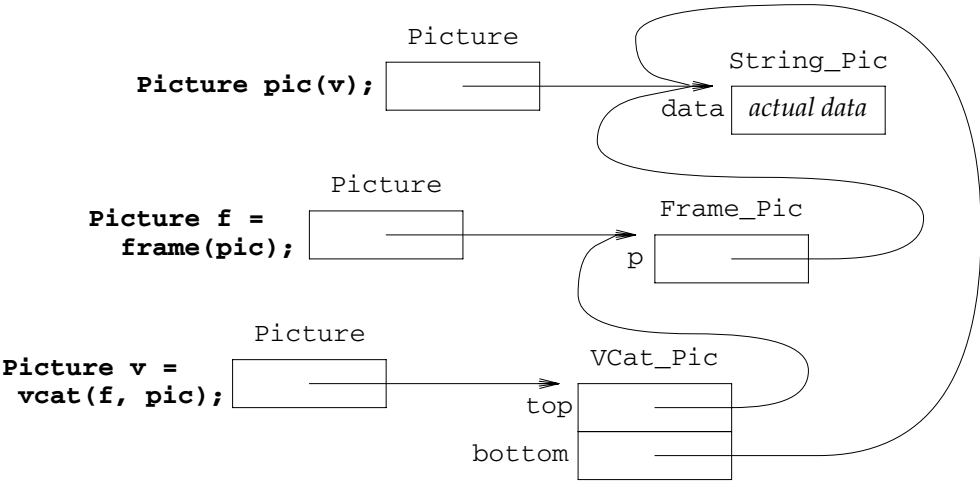 Picture
String_Pic
Picture pic(v);
data
actual data
Picture
Frame_Pic
Picture f =
frame(pic);
p
Picture
VCat_Pic
Picture v =
vcat(f, pic);
top
bottom